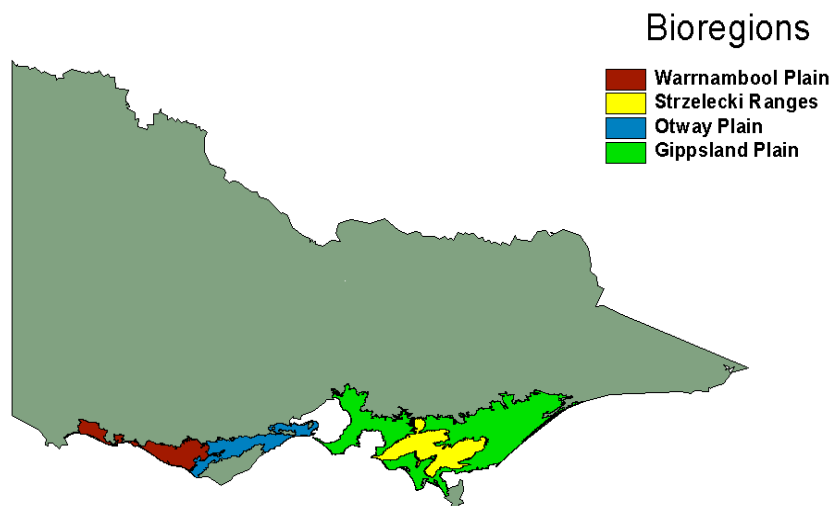 Bioregions
Warrnambool Plain
Strzelecki Ranges
Otway Plain
Gippsland Plain